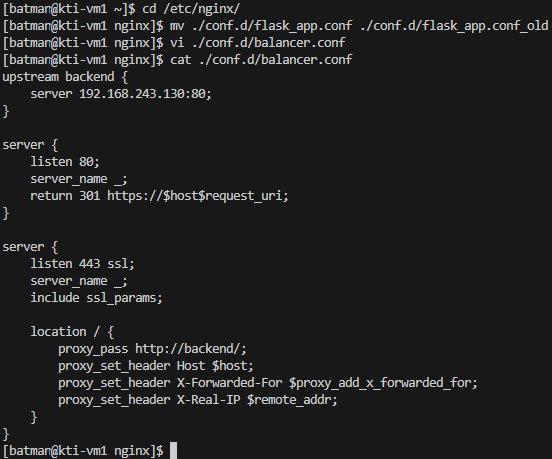 [batman@kti-vm1 ~]$ cd /etc/nginx/
[batman@kti-vm1 nginx]$ mv ./conf.d/flask_app.conf ./conf.d/flask_app.conf_old
[batman@kti-vm1 nginx]$ vi ./conf.d/balancer.conf
[batman@kti-vm1 nginx]$ cat ./conf.d/balancer.conf
upstream backend {
    server 192.168.243.130:80;
}

server {
    listen 80;
    server_name _;
    return 301 https://$host$request_uri;
}

server {
    listen 443 ssl;
    server_name _;
    include ssl_params;

    location / {
        proxy_pass http://backend/;
        proxy_set_header Host $host;
        proxy_set_header X-Forwarded-For $proxy_add_x_forwarded_for;
        proxy_set_header X-Real-IP $remote_addr;
    }
}
[batman@kti-vm1 nginx]$